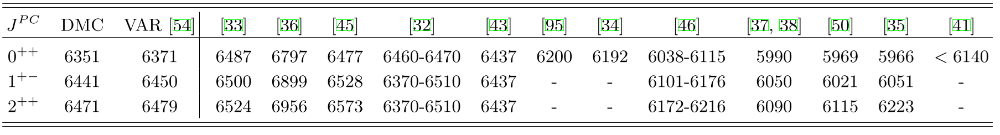 J^{PC} DMC VAR [54] [33] [36] [45] [32] [43] [95] [34] [46] [37, 38] [50] [35] [41]
0^{++} 6351 6371 6487 6797 6477 6460-6470 6437 6200 6192 6038-6115 5990 5969 5966 < 6140
1^{+-} 6441 6450 6500 6899 6528 6370-6510 6437 - - 6101-6176 6050 6021 6051 -
2^{++} 6471 6479 6524 6956 6573 6370-6510 6437 - - 6172-6216 6090 6115 6223 -